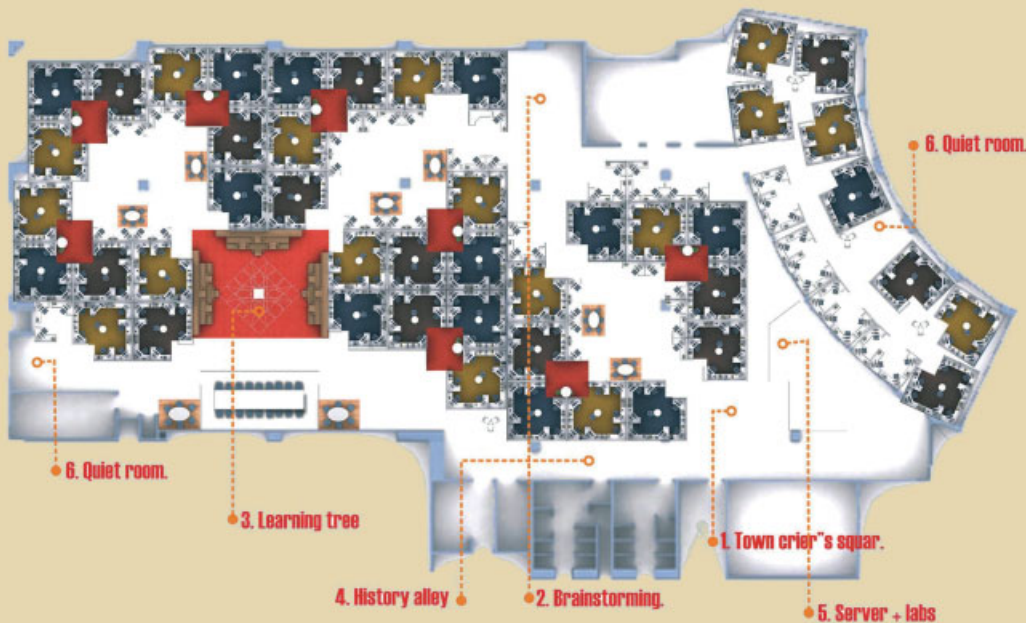 6. Quiet room.
6. Quiet room.
3. Learning tree
1. Town crier"s squar.
4. History alley
2. Brainstorming.
5. Server + labs